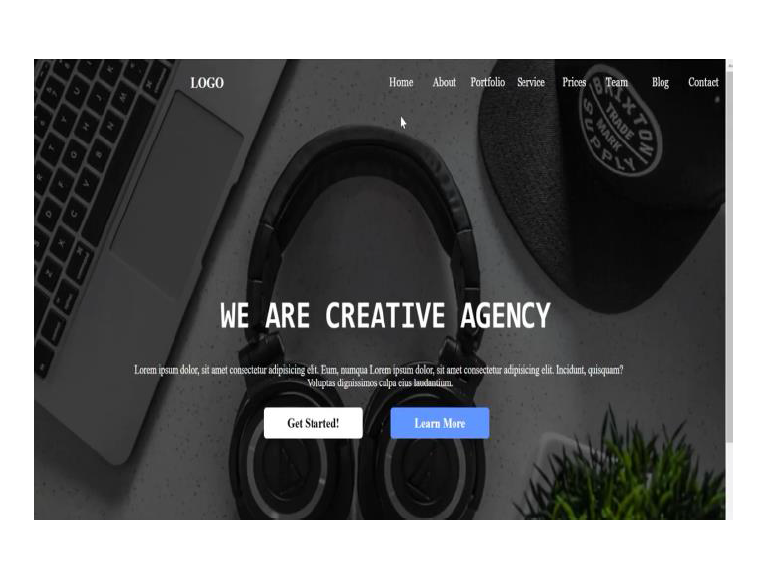 LOGO Home About Portfolio Service Prices Team Blog Contact
BRIXTON
TRADE
MARK
SUPPLY
WE ARE CREATIVE AGENCY
Lorem ipsum dolor, sit amet consectetur adipisicing elit. Eum, numqua Lorem ipsum dolor, sit amet consectetur adipisicing elit. Incidunt, quisquam?
Voluptas dignissimos culpa eius laudantium.
Get Started! Learn More